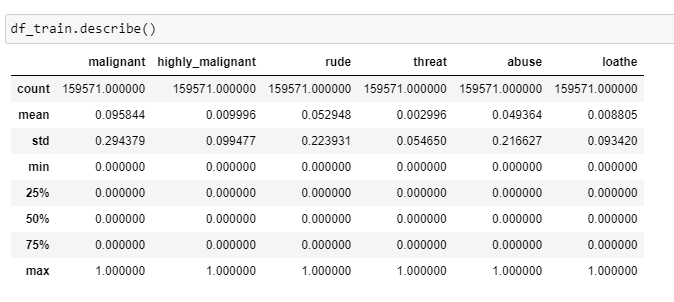 df_train.describe()
malignant highly_malignant rude threat abuse loathe
count 159571.000000 159571.000000 159571.000000 159571.000000 159571.000000 159571.000000
mean 0.095844 0.009996 0.052948 0.002996 0.049364 0.008805
std 0.294379 0.099477 0.223931 0.054650 0.216627 0.093420
min 0.000000 0.000000 0.000000 0.000000 0.000000 0.000000
25% 0.000000 0.000000 0.000000 0.000000 0.000000 0.000000
50% 0.000000 0.000000 0.000000 0.000000 0.000000 0.000000
75% 0.000000 0.000000 0.000000 0.000000 0.000000 0.000000
max 1.000000 1.000000 1.000000 1.000000 1.000000 1.000000